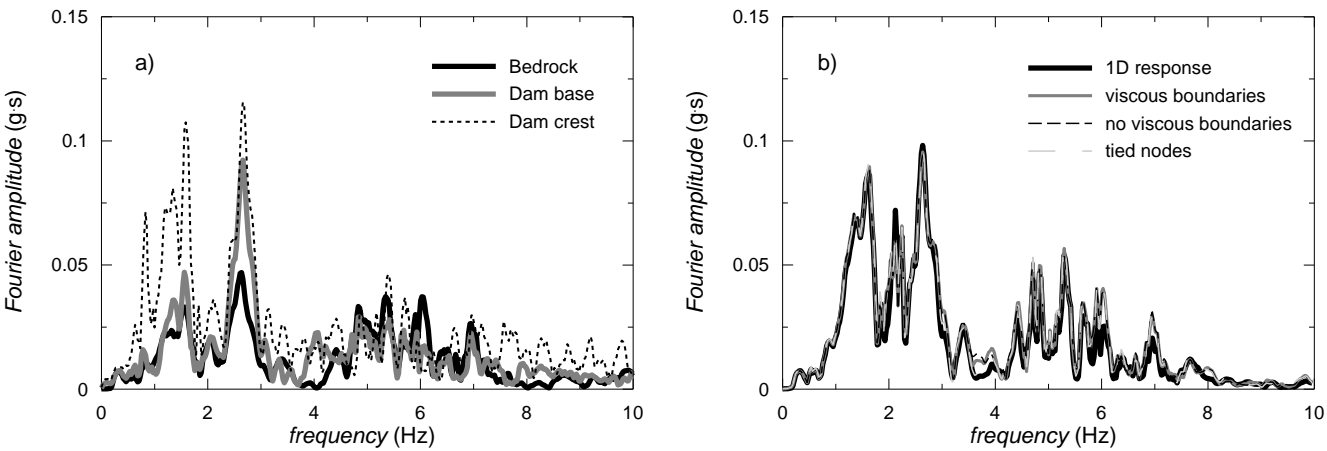 0.15
0.1
0.05
0
Fourier amplitude (g·s)
a)
Bedrock
Dam base
Dam crest
0 2 4 6 8 10
frequency (Hz)
0.15
0.1
0.05
0
Fourier amplitude (g·s)
b)
1D response
viscous boundaries
no viscous boundaries
tied nodes
0 2 4 6 8 10
frequency (Hz)